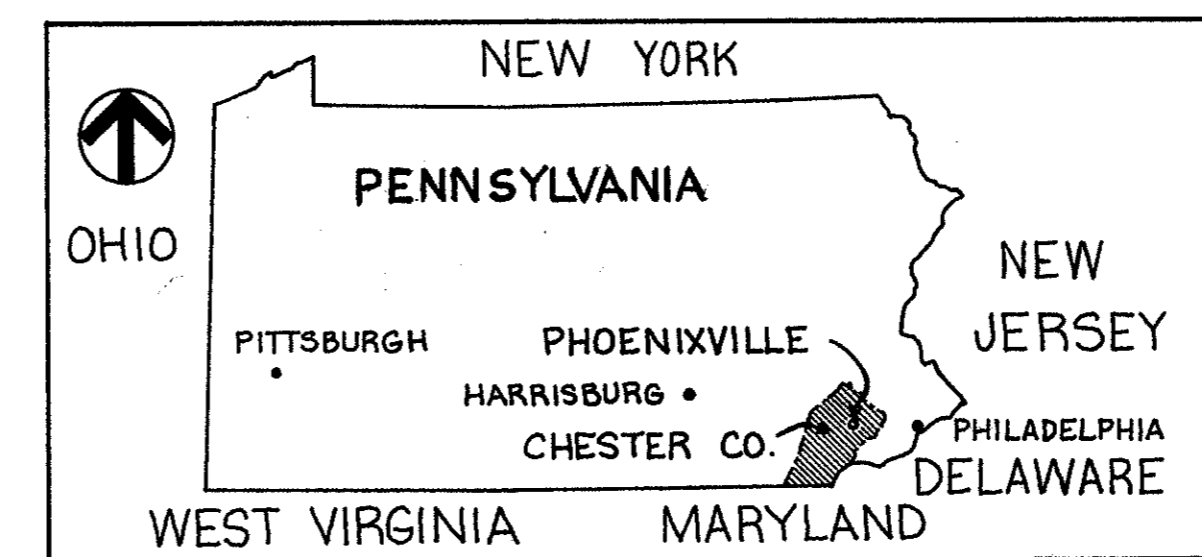 NEW YORK
PENNSYLVANIA
OHIO
NEW
JERSEY
PITTSBURGH
PHOENIXVILLE
HARRISBURG
CHESTER CO.
PHILADELPHIA
DELAWARE
WEST VIRGINIA
MARYLAND